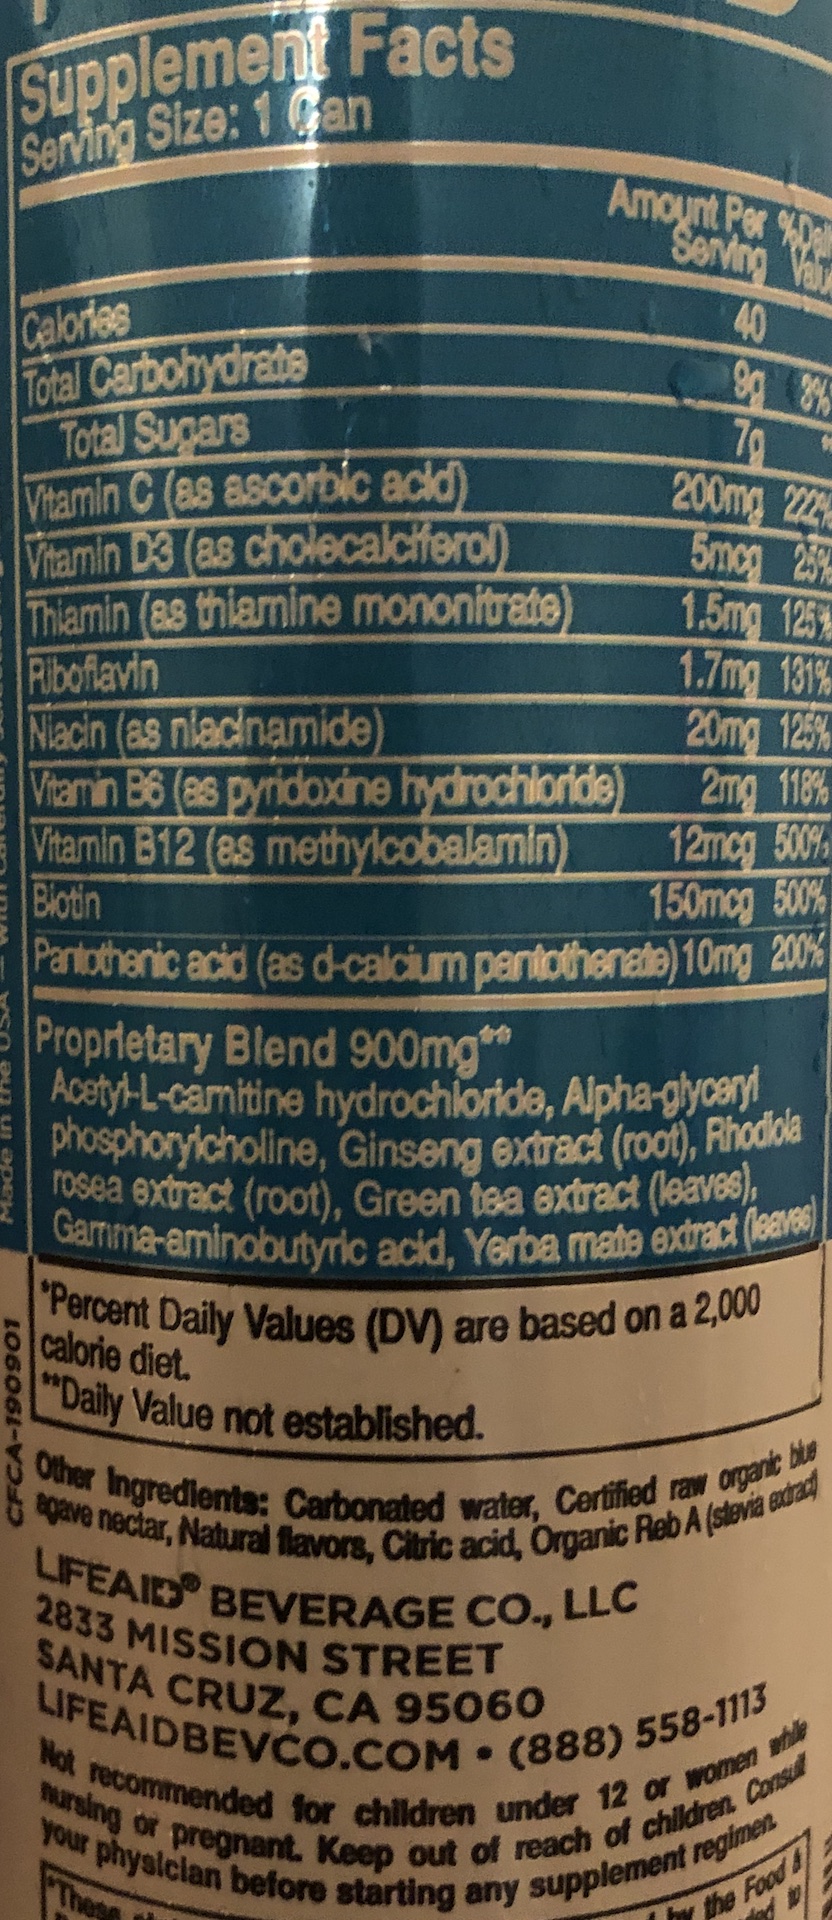 Supplement Facts
Serving Size: 1 Can
Amount Per Serving
Calories 40
Total Carbohydrate 9g 3%
Total Sugars 7g
Vitamin C (as ascorbic acid) 200mg 222%
Vitamin D3 (as cholecalciferol) 5mcg 25%
Thiamin (as thiamine mononitrate) 1.5mg 125%
Riboflavin 1.7mg 131%
Niacin (as niacinamide) 20mg 125%
Vitamin B6 (as pyridoxine hydrochloride) 2mg 118%
Vitamin B12 (as methylcobalamin) 12mcg 500%
Biotin 150mcg 500%
Pantothenic acid (as d-calcium pantothenate) 10mg 200%
Proprietary Blend 900mg**
Acetyl-L-carnitine hydrochloride, Alpha-glyceryl
phosphorylcholine, Ginseng extract (root), Rhodiola
rosea extract (root), Green tea extract (leaves),
Gamma-aminobutyric acid, Yerba mate extract (leaves)
*Percent Daily Values (DV) are based on a 2,000
calorie diet.
**Daily Value not established.
Other Ingredients: Carbonated water, Certified raw organic blue
agave nectar, Natural flavors, Citric acid, Organic Reb A (stevia extract)
LIFEAID® BEVERAGE CO., LLC
2833 MISSION STREET
SANTA CRUZ, CA 95060
LIFEAIDBEVCO.COM • (888) 558-1113
Not recommended for children under 12 or women while
nursing or pregnant. Keep out of reach of children. Consult
your physician before starting any supplement regimen.
by the Food &
to
Made in the USA – with
CFCA-190901